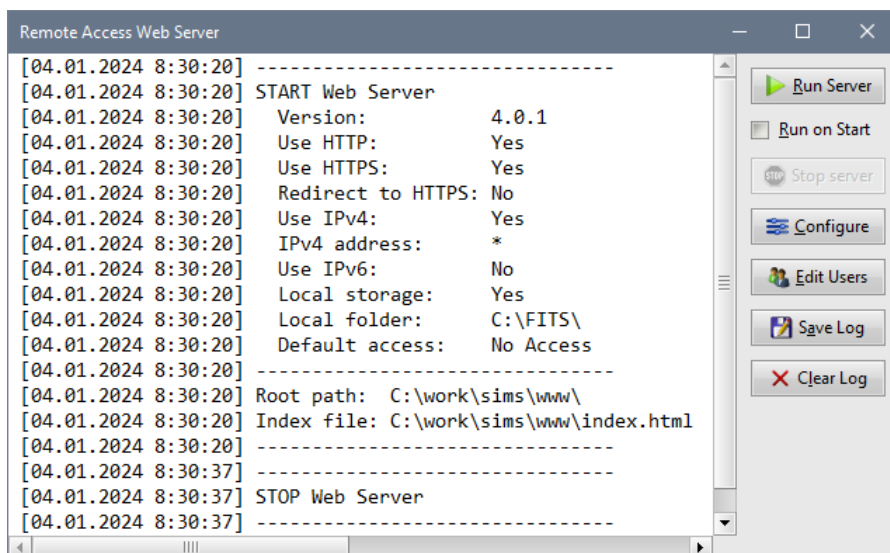 Remote Access Web Server
[04.01.2024 8:30:20] --------------------------------
[04.01.2024 8:30:20] START Web Server
[04.01.2024 8:30:20]   Version:           4.0.1
[04.01.2024 8:30:20]   Use HTTP:          Yes
[04.01.2024 8:30:20]   Use HTTPS:         Yes
[04.01.2024 8:30:20]   Redirect to HTTPS: No
[04.01.2024 8:30:20]   Use IPv4:          Yes
[04.01.2024 8:30:20]   IPv4 address:      *
[04.01.2024 8:30:20]   Use IPv6:          No
[04.01.2024 8:30:20]   Local storage:     Yes
[04.01.2024 8:30:20]   Local folder:      C:\FITS\
[04.01.2024 8:30:20]   Default access:    No Access
[04.01.2024 8:30:20] --------------------------------
[04.01.2024 8:30:20] Root path:  C:\work\sims\www\
[04.01.2024 8:30:20] Index file: C:\work\sims\www\index.html
[04.01.2024 8:30:20] --------------------------------
[04.01.2024 8:30:37] --------------------------------
[04.01.2024 8:30:37] STOP Web Server
[04.01.2024 8:30:37] --------------------------------
Run Server
Run on Start
STOP Stop server
Configure
Edit Users
Save Log
Clear Log